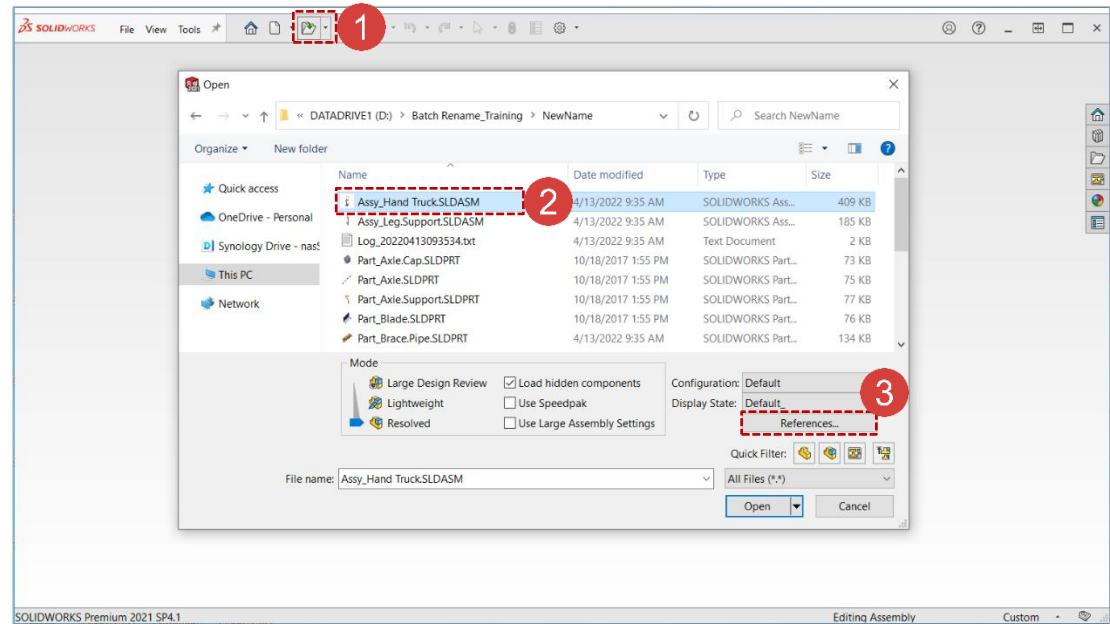 SOLIDWORKS File View Tools 1
Open
« DATADRIVE1 (D:) > Batch Rename_Training > NewName Search NewName
Organize New folder
Name Date modified Type Size
Quick access
OneDrive - Personal
Synology Drive - nas
This PC
Network
Assy_Hand Truck.SLDASM 2 4/13/2022 9:35 AM SOLIDWORKS Ass... 409 KB
Assy_Leg.Support.SLDASM 4/13/2022 9:35 AM SOLIDWORKS Ass... 185 KB
Log_20220413093534.txt 4/13/2022 9:35 AM Text Document 2 KB
Part_Axle.Cap.SLDPRT 10/18/2017 1:55 PM SOLIDWORKS Part... 73 KB
Part_Axle.SLDPRT 10/18/2017 1:55 PM SOLIDWORKS Part... 75 KB
Part_Axle.Support.SLDPRT 10/18/2017 1:55 PM SOLIDWORKS Part... 77 KB
Part_Blade.SLDPRT 10/18/2017 1:55 PM SOLIDWORKS Part... 76 KB
Part_Brace.Pipe.SLDPRT 4/13/2022 9:35 AM SOLIDWORKS Part... 134 KB
Mode
Large Design Review Load hidden components Configuration: Default
Lightweight Use Speedpak Display State: Default_ 3
Resolved Use Large Assembly Settings References...
Quick Filter:
File name: Assy_Hand Truck.SLDASM All Files (*.*)
Open Cancel
SOLIDWORKS Premium 2021 SP4.1 Editing Assembly Custom